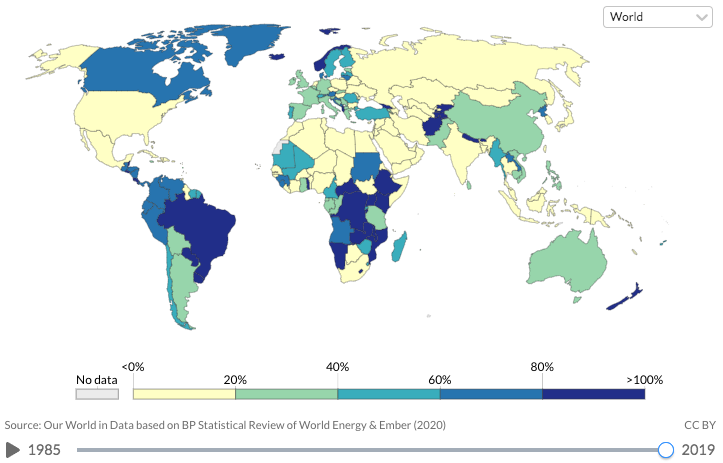 World
No data
<0%
20%
40%
60%
80%
>100%
Source: Our World in Data based on BP Statistical Review of World Energy & Ember (2020)
CC BY
1985
2019